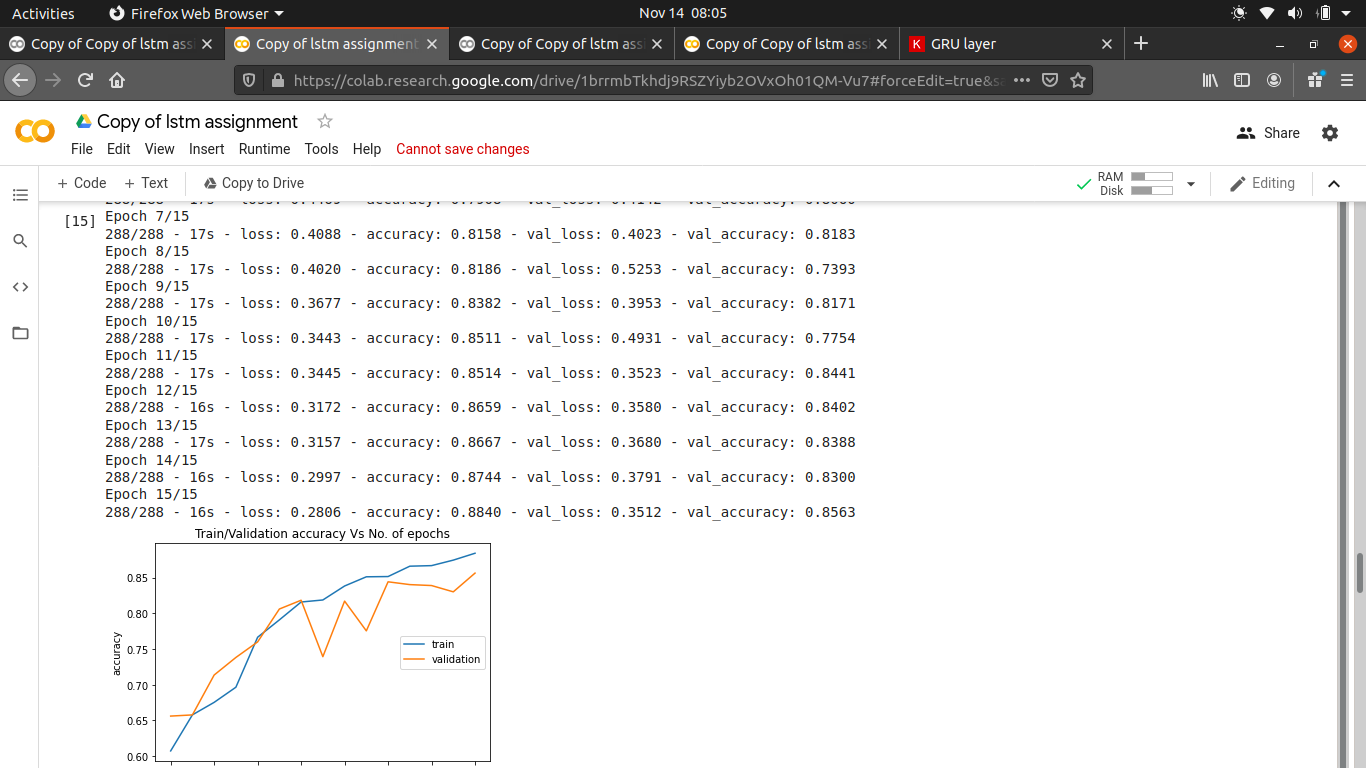 Activities
Firefox Web Browser
Nov 14 08:05
Copy of Copy of lstm ass
Copy of lstm assignment
Copy of Copy of lstm ass
Copy of Copy of lstm ass
K GRU layer
https://colab.research.google.com/drive/1brrmbTkhdj9RSZYiyb2OVxOh01QM-Vu7#forceEdit=true&s
Copy of lstm assignment
File Edit View Insert Runtime Tools Help Cannot save changes
Share
+ Code + Text Copy to Drive
RAM
Disk
Editing
[15]
Epoch 7/15
288/288 - 17s - loss: 0.4088 - accuracy: 0.8158 - val_loss: 0.4023 - val_accuracy: 0.8183
Epoch 8/15
288/288 - 17s - loss: 0.4020 - accuracy: 0.8186 - val_loss: 0.5253 - val_accuracy: 0.7393
Epoch 9/15
288/288 - 17s - loss: 0.3677 - accuracy: 0.8382 - val_loss: 0.3953 - val_accuracy: 0.8171
Epoch 10/15
288/288 - 17s - loss: 0.3443 - accuracy: 0.8511 - val_loss: 0.4931 - val_accuracy: 0.7754
Epoch 11/15
288/288 - 17s - loss: 0.3445 - accuracy: 0.8514 - val_loss: 0.3523 - val_accuracy: 0.8441
Epoch 12/15
288/288 - 16s - loss: 0.3172 - accuracy: 0.8659 - val_loss: 0.3580 - val_accuracy: 0.8402
Epoch 13/15
288/288 - 17s - loss: 0.3157 - accuracy: 0.8667 - val_loss: 0.3680 - val_accuracy: 0.8388
Epoch 14/15
288/288 - 16s - loss: 0.2997 - accuracy: 0.8744 - val_loss: 0.3791 - val_accuracy: 0.8300
Epoch 15/15
288/288 - 16s - loss: 0.2806 - accuracy: 0.8840 - val_loss: 0.3512 - val_accuracy: 0.8563
Train/Validation accuracy Vs No. of epochs
0.85
0.80
0.75
0.70
0.65
0.60
accuracy
train
validation